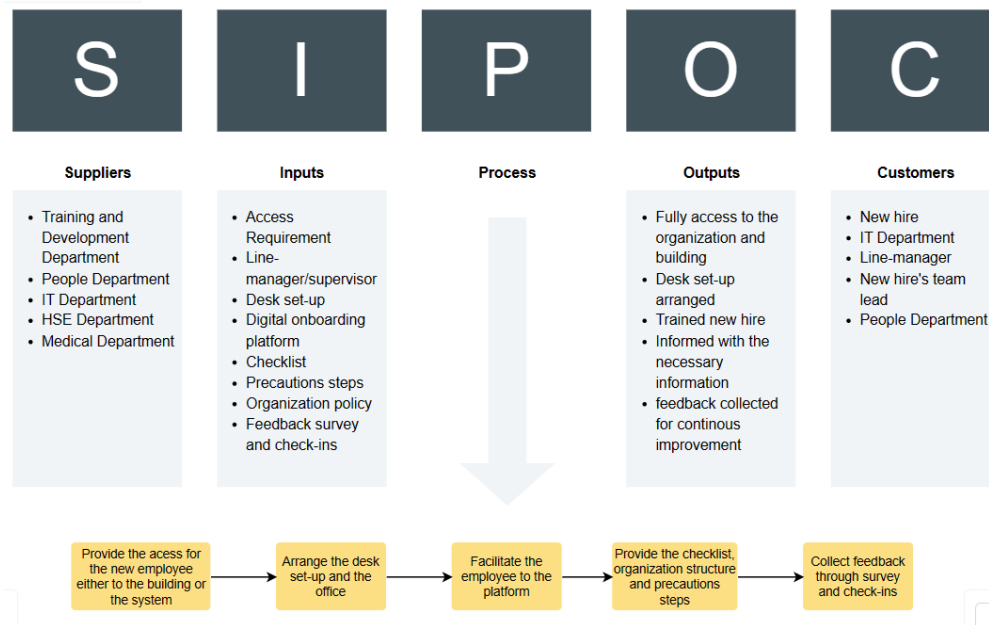 S
I
P
O
C
Suppliers
Inputs
Process
Outputs
Customers
• Training and
Development
Department
• People Department
• IT Department
• HSE Department
• Medical Department
• Access
Requirement
• Line-
manager/supervisor
• Desk set-up
• Digital onboarding
platform
• Checklist
• Precautions steps
• Organization policy
• Feedback survey
and check-ins
• Fully access to the
organization and
building
• Desk set-up
arranged
• Trained new hire
• Informed with the
necessary
information
• feedback collected
for continous
improvement
• New hire
• IT Department
• Line-manager
• New hire's team
lead
• People Department
Provide the acess for
the new employee
either to the building or
the system
Arrange the desk
set-up and the
office
Facilitate the
employee to the
platform
Provide the checklist,
organization structure
and precautions
steps
Collect feedback
through survey
and check-ins